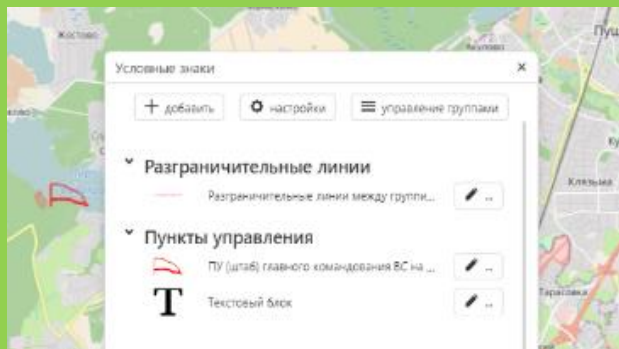 Жостово
Пуш
Условные знаки
×
+ добавить
настройки
управление группами
Разграничительные линии
Разграничительные линии между группи...
..
Пункты управления
ПУ (штаб) главного командования ВС на ...
..
T
Текстовый блок
..
Клязьма
Тарасовка